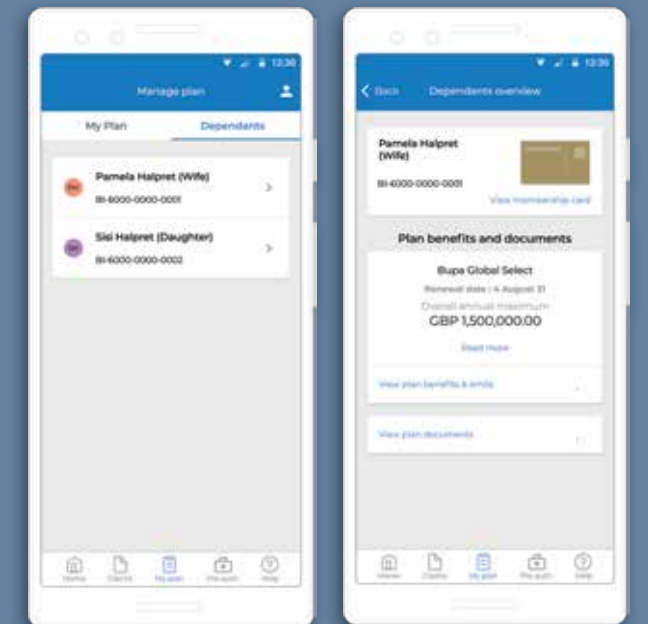 12:30
Manage plan
My Plan
Dependants
Pamela Halpret (Wife)
BI-6000-0000-0001
Sisi Halpret (Daughter)
BI-6000-0000-0002
Home
Claims
My plan
Pre-auth
Help
12:30
Back
Dependants overview
Pamela Halpret
(Wife)
BI-6000-0000-0001
View membership card
Plan benefits and documents
Bupa Global Select
Renewal date : 4 August 21
Overall annual maximum
GBP 1,500,000.00
Read more
View plan benefits & limits
View plan documents
Home
Claims
My plan
Pre-auth
Help